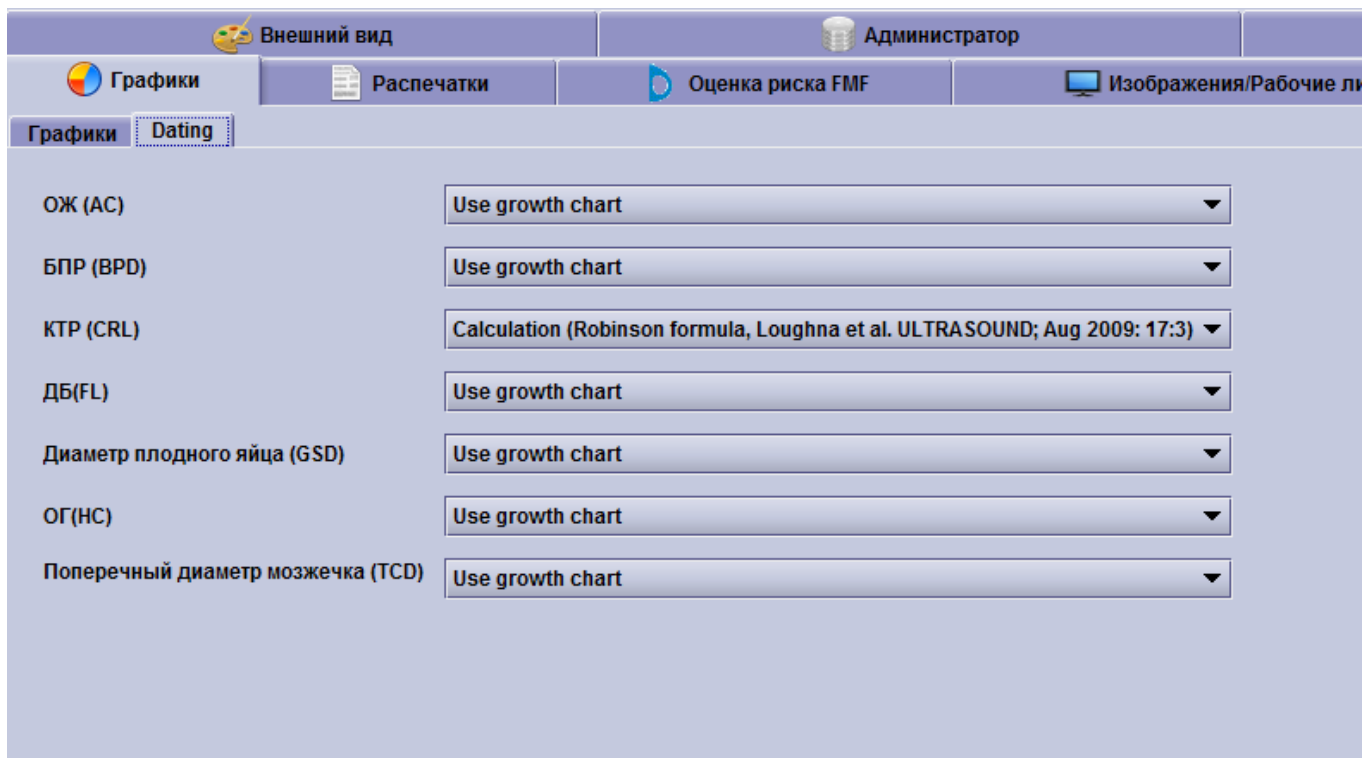 Внешний вид
Администратор
Графики
Распечатки
Оценка риска FMF
Изображения/Рабочие ли
Графики
Dating
ОЖ (AC)
Use growth chart
БПР (BPD)
Use growth chart
КТР (CRL)
Calculation (Robinson formula, Loughna et al. ULTRASOUND; Aug 2009: 17:3)
ДБ(FL)
Use growth chart
Диаметр плодного яйца (GSD)
Use growth chart
ОГ(HC)
Use growth chart
Поперечный диаметр мозжечка (TCD)
Use growth chart